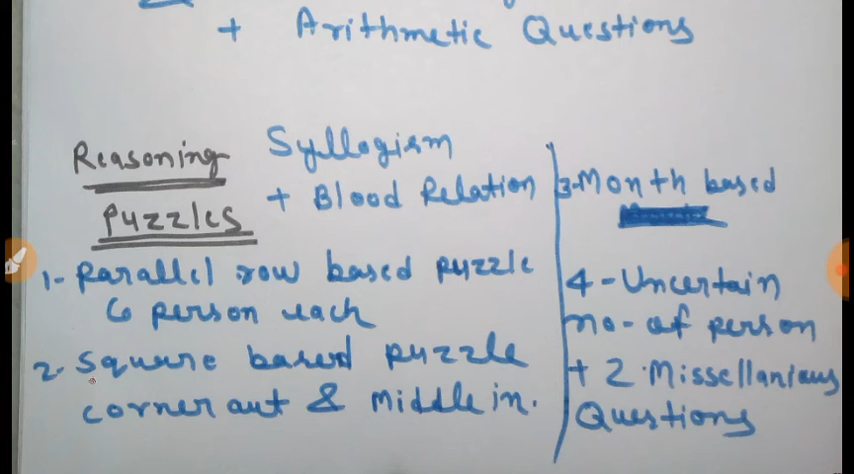 + Arithmetic Questions
Reasoning Syllogism
+ Blood Relation
Puzzles
1- Parallel row based puzzle
6 person each
2. Square based puzzle
corner out & Middle in.
3-Month based
4-Uncertain
no- of person
+ 2 Missellanious
Questions